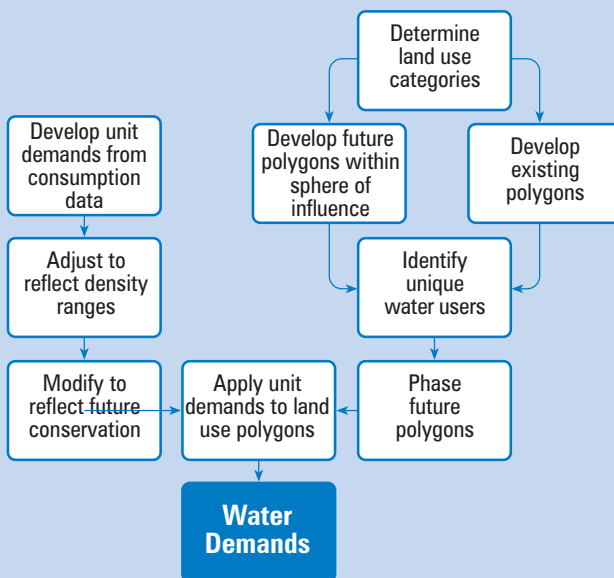 Determine
land use
categories
Develop unit
demands from
consumption
data
Develop future
polygons within
sphere of
influence
Develop
existing
polygons
Adjust to
reflect density
ranges
Identify
unique
water users
Modify to
reflect future
conservation
Apply unit
demands to land
use polygons
Phase
future
polygons
Water
Demands